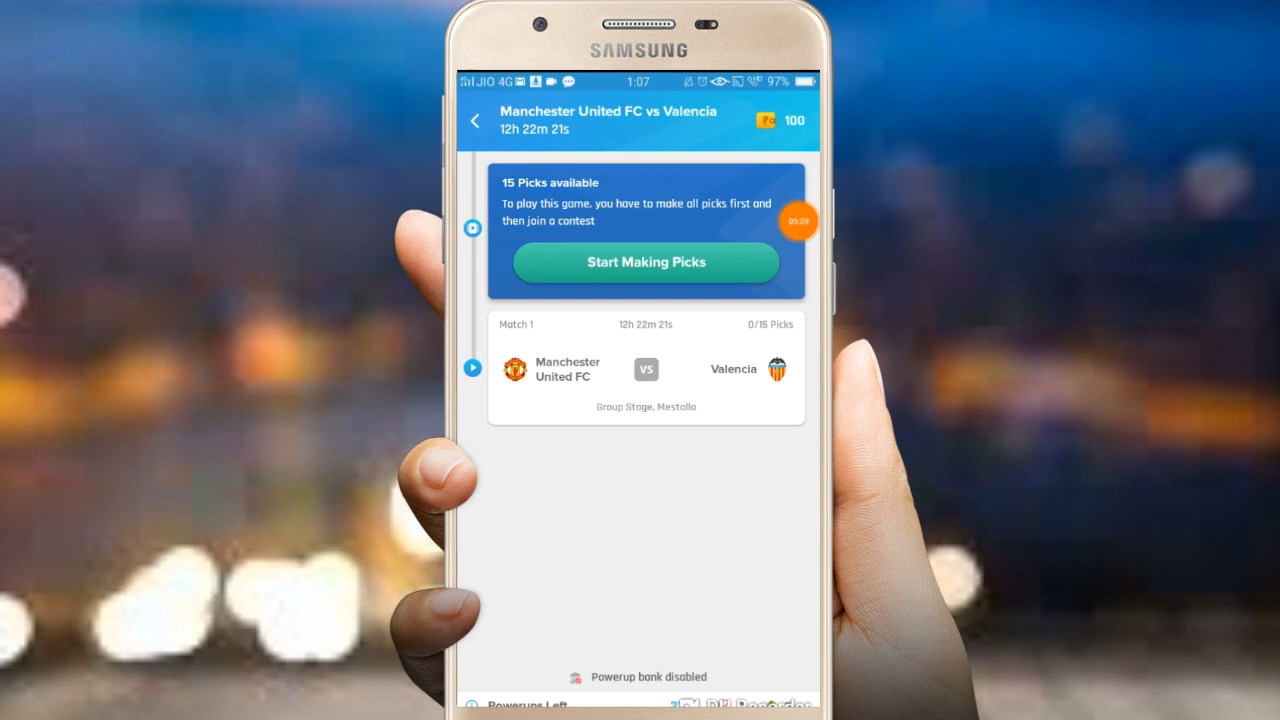 SAMSUNG
JIO 4G 1:07 97%
Manchester United FC vs Valencia
12h 22m 21s
100
15 Picks available
To play this game, you have to make all picks first and
then join a contest
05:09
Start Making Picks
Match 1 12h 22m 21s 0/15 Picks
Manchester
United FC
VS
Valencia
Group Stage, Mestalla
Powerup bank disabled
Powerups Left
DU Recorder